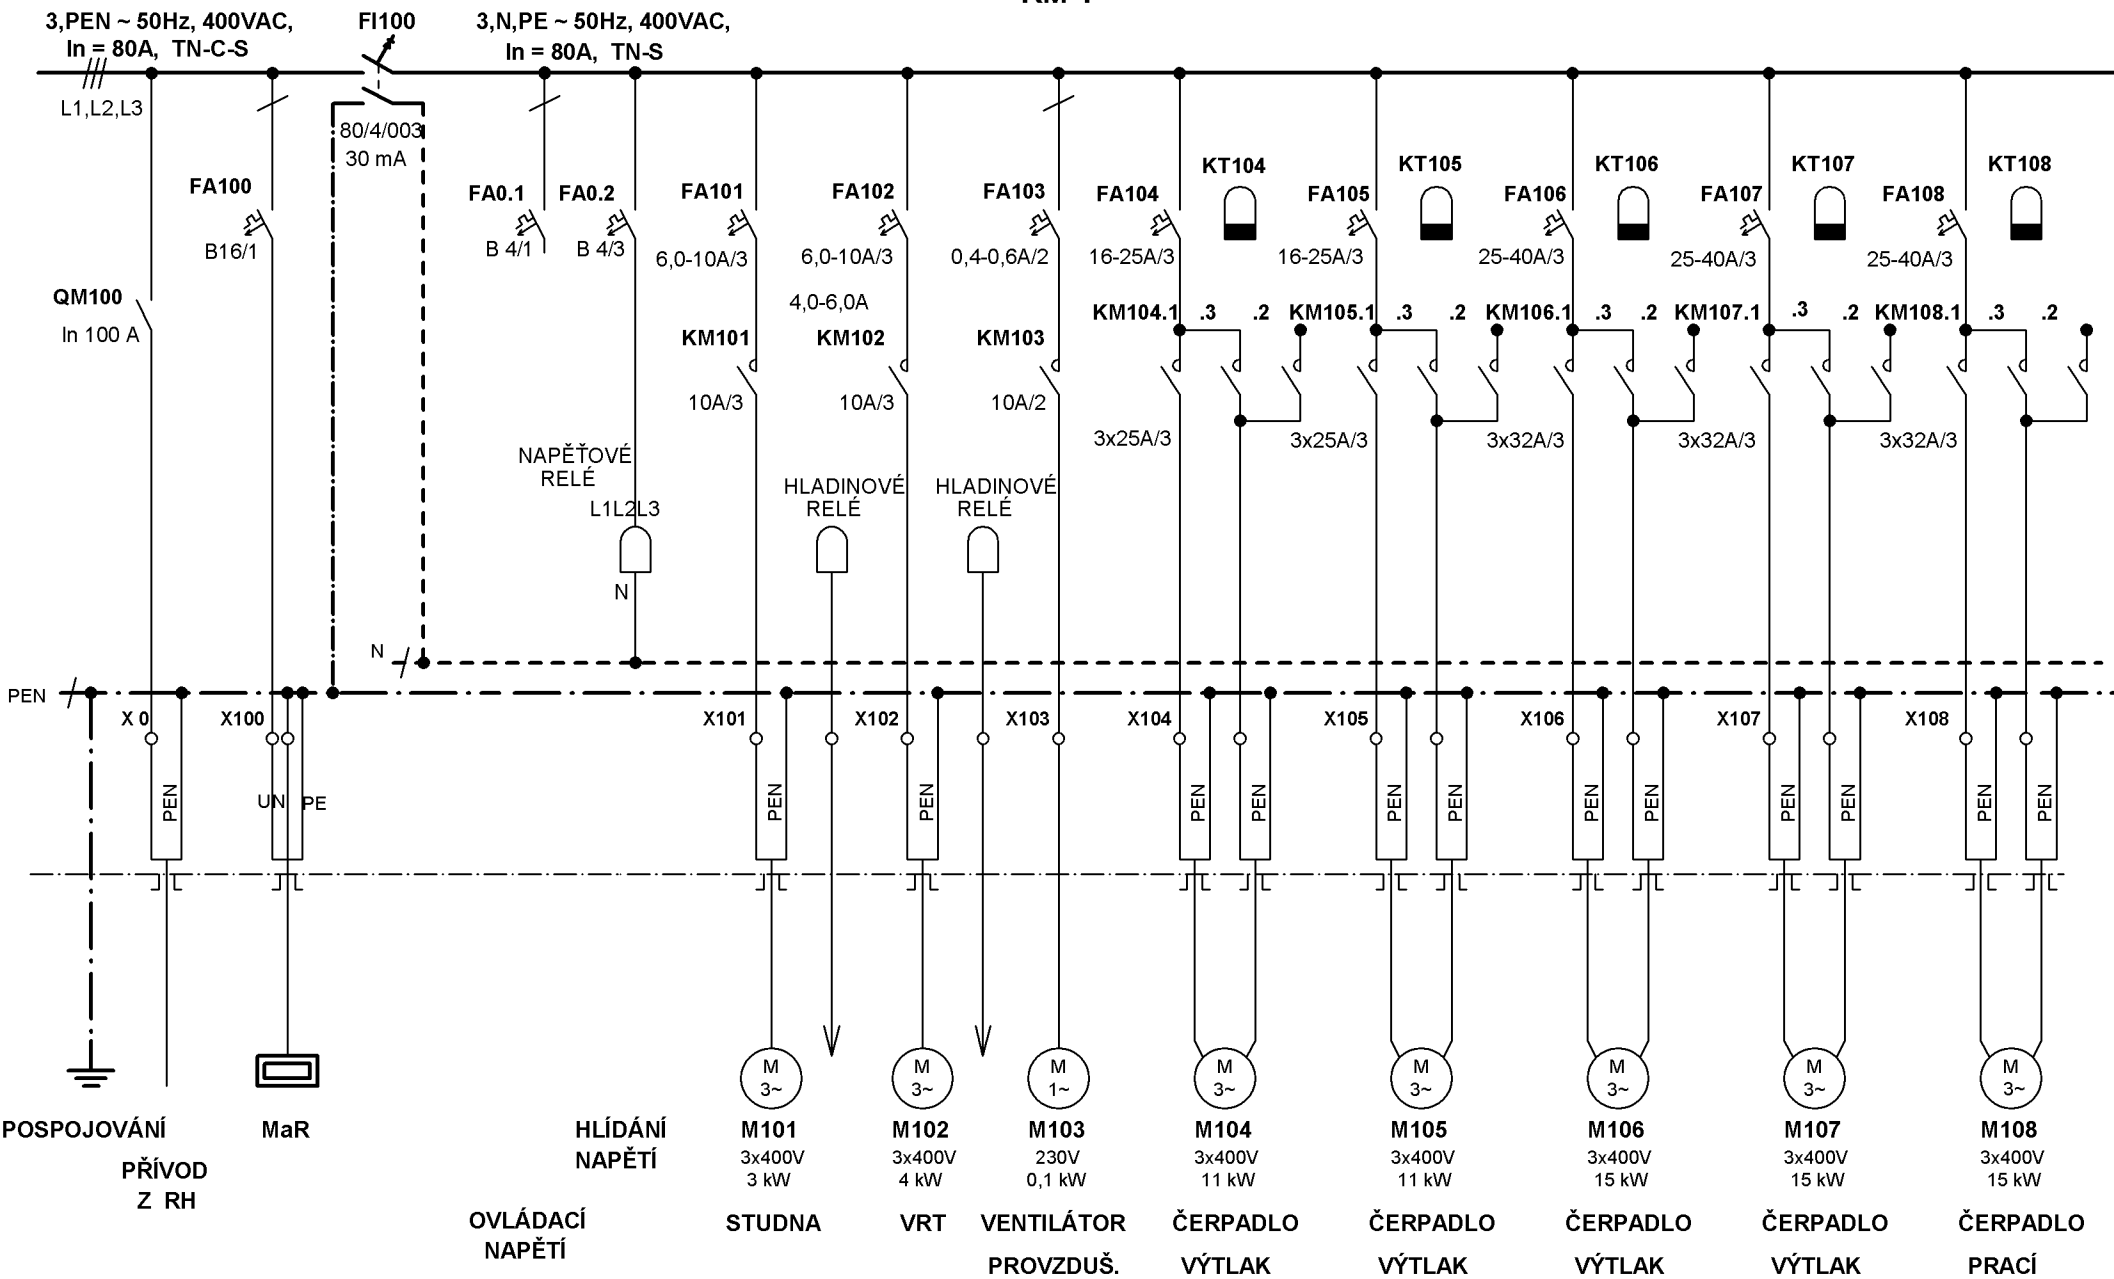 3,PEN ~ 50Hz, 400VAC,
In = 80A, TN-C-S
FI100
3,N,PE ~ 50Hz, 400VAC,
In = 80A, TN-S
L1,L2,L3
80/4/003
30 mA
KT104
KT105
KT106
KT107
KT108
FA100
B16/1
FA0.1
B 4/1
FA0.2
B 4/3
FA101
6,0-10A/3
FA102
6,0-10A/3
4,0-6,0A
FA103
0,4-0,6A/2
FA104
16-25A/3
FA105
16-25A/3
FA106
25-40A/3
FA107
25-40A/3
FA108
25-40A/3
QM100
In 100 A
KM101
10A/3
KM102
10A/3
KM103
10A/2
KM104.1 .3 .2
3x25A/3
KM105.1 .3 .2
3x25A/3
KM106.1 .3 .2
3x32A/3
KM107.1 .3 .2
3x32A/3
KM108.1 .3 .2
3x32A/3
NAPĚŤOVÉ
RELÉ
L1L2L3
N
HLADINOVÉ
RELÉ
HLADINOVÉ
RELÉ
N
PEN
X 0
X100
X101
X102
X103
X104
X105
X106
X107
X108
PEN
UN
PE
PEN
PEN
PEN
PEN
PEN
PEN
PEN
PEN
PEN
PEN
PEN
PEN
M
3~
M
3~
M
1~
M
3~
M
3~
M
3~
M
3~
M
3~
POSPOJOVÁNÍ
PŘÍVOD
Z RH
MaR
HLÍDÁNÍ
NAPĚTÍ
OVLÁDACÍ
NAPĚTÍ
M101
3x400V
3 kW
STUDNA
M102
3x400V
4 kW
VRT
M103
230V
0,1 kW
VENTILÁTOR
PROVZDUŠ.
M104
3x400V
11 kW
ČERPADLO
VÝTLAK
M105
3x400V
11 kW
ČERPADLO
VÝTLAK
M106
3x400V
15 kW
ČERPADLO
VÝTLAK
M107
3x400V
15 kW
ČERPADLO
VÝTLAK
M108
3x400V
15 kW
ČERPADLO
PRACÍ